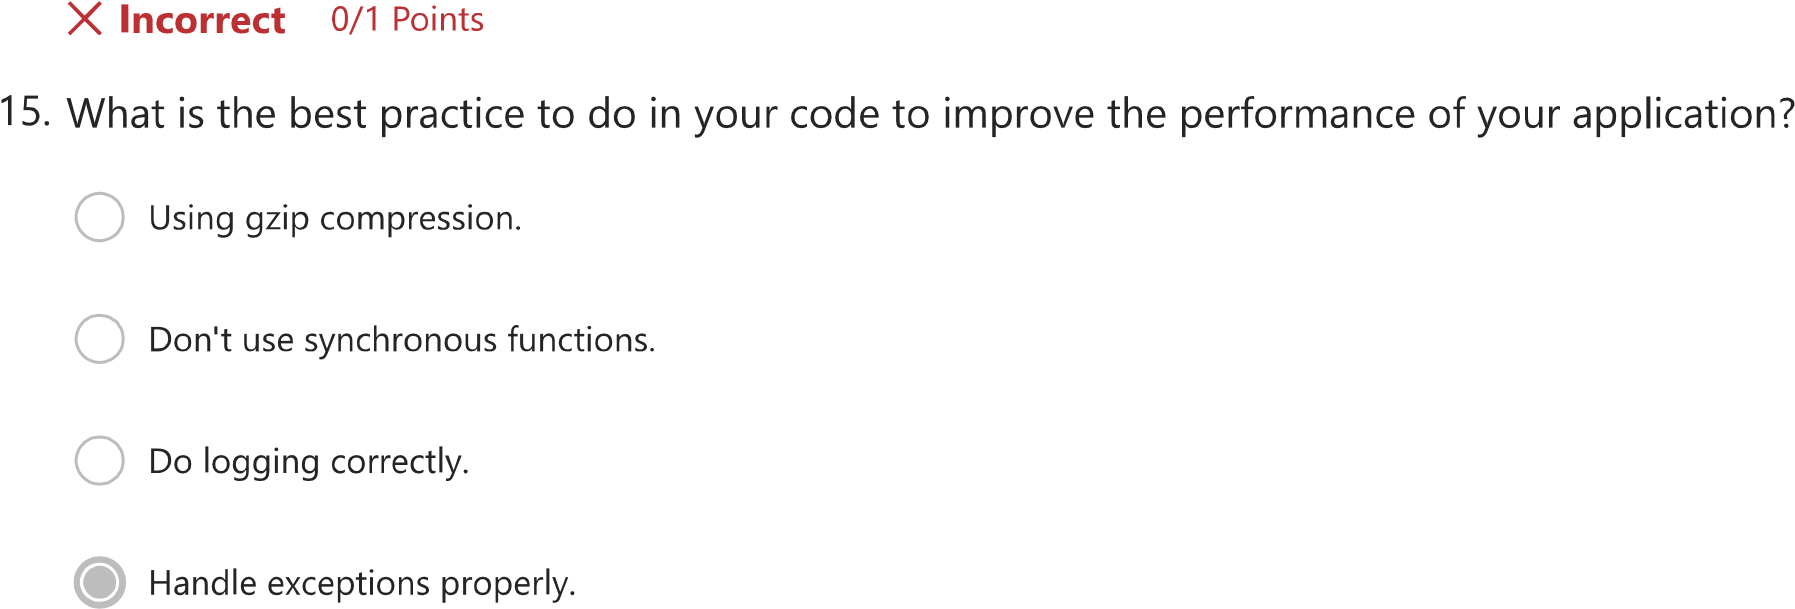 Incorrect 0/1 Points
15. What is the best practice to do in your code to improve the performance of your application?
Using gzip compression.
Don't use synchronous functions.
Do logging correctly.
Handle exceptions properly.